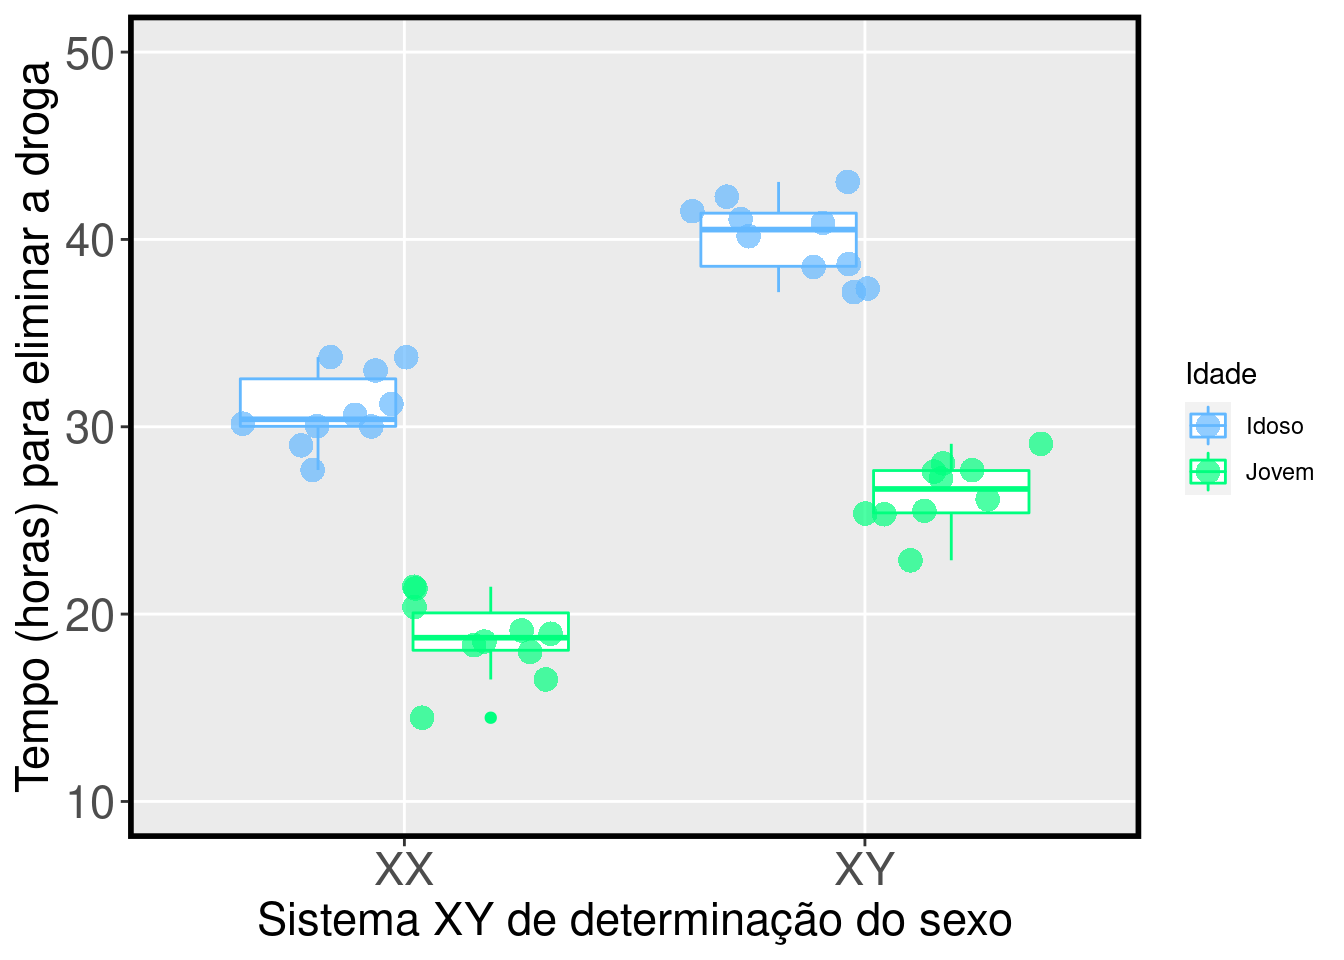 Tempo (horas) para eliminar a droga
50
40
30
20
10
XX XY
Sistema XY de determinação do sexo
Idade
Idoso
Jovem